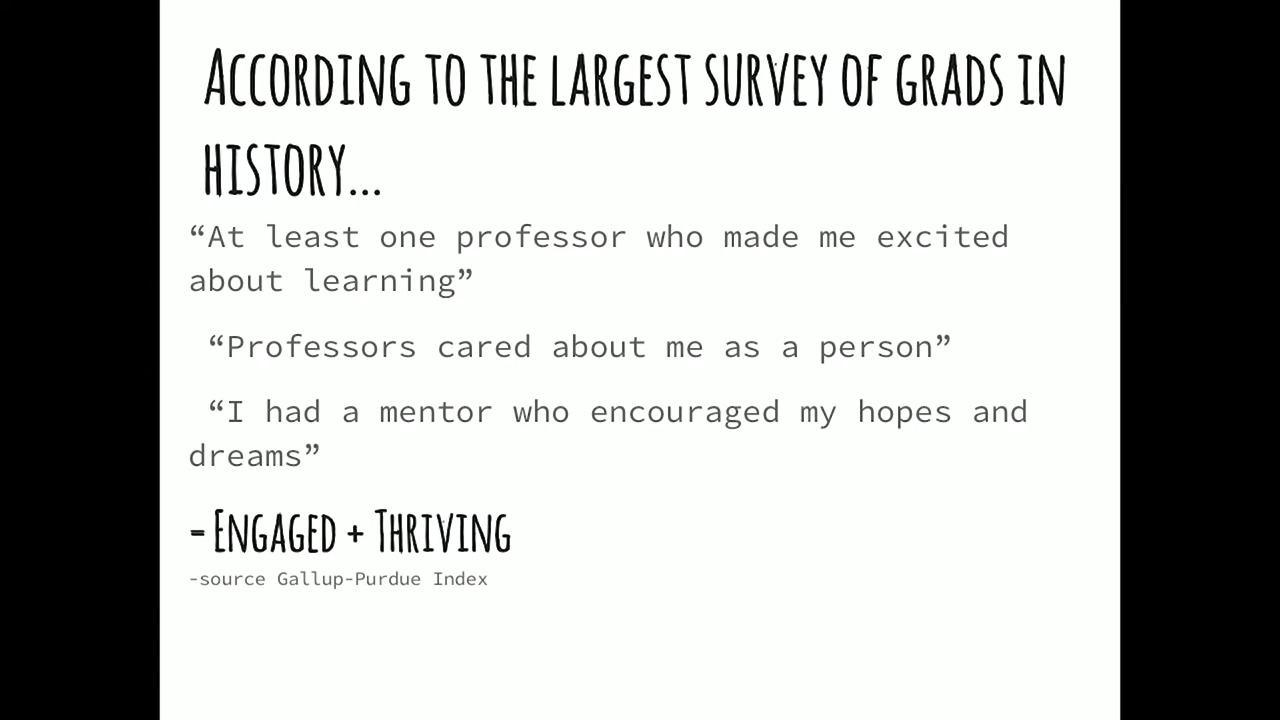 ACCORDING TO THE LARGEST SURVEY OF GRADS IN
HISTORY...
“At least one professor who made me excited
about learning”
“Professors cared about me as a person”
“I had a mentor who encouraged my hopes and
dreams”
= ENGAGED + THRIVING
-source Gallup-Purdue Index